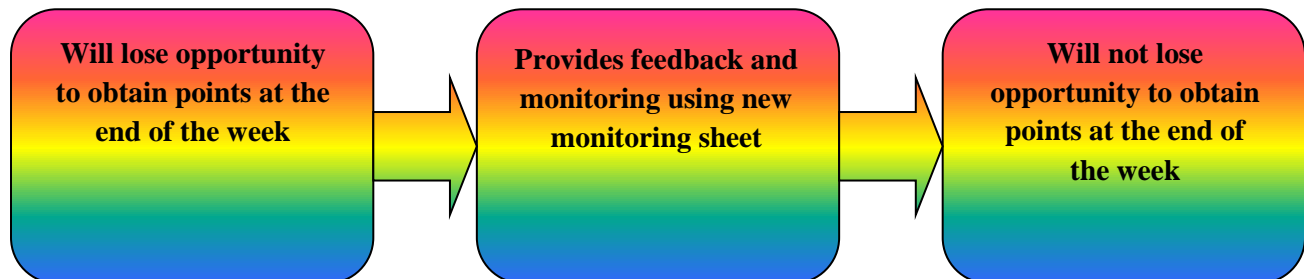 Will lose opportunity
to obtain points at the
end of the week
Provides feedback and
monitoring using new
monitoring sheet
Will not lose
opportunity to obtain
points at the end of
the week